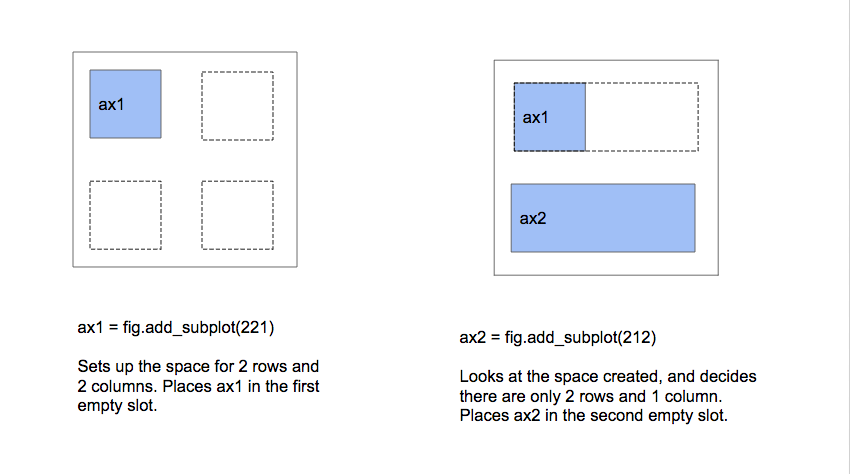 ax1
ax1 = fig.add_subplot(221)
Sets up the space for 2 rows and
2 columns. Places ax1 in the first
empty slot.
ax1
ax2
ax2 = fig.add_subplot(212)
Looks at the space created, and decides
there are only 2 rows and 1 column.
Places ax2 in the second empty slot.